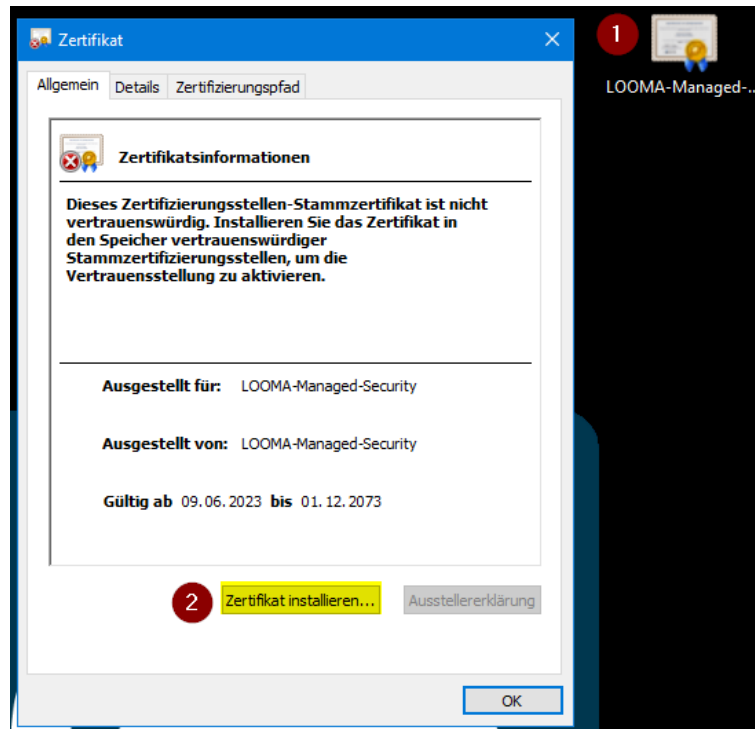 Zertifikat
1
LOOMA-Managed-...
Allgemein Details Zertifizierungspfad
Zertifikatsinformationen
Dieses Zertifizierungsstellen-Stammzertifikat ist nicht
vertrauenswürdig. Installieren Sie das Zertifikat in
den Speicher vertrauenswürdiger
Stammzertifizierungsstellen, um die
Vertrauensstellung zu aktivieren.
Ausgestellt für: LOOMA-Managed-Security
Ausgestellt von: LOOMA-Managed-Security
Gültig ab 09.06.2023 bis 01.12.2073
2 Zertifikat installieren... Ausstellererklärung
OK